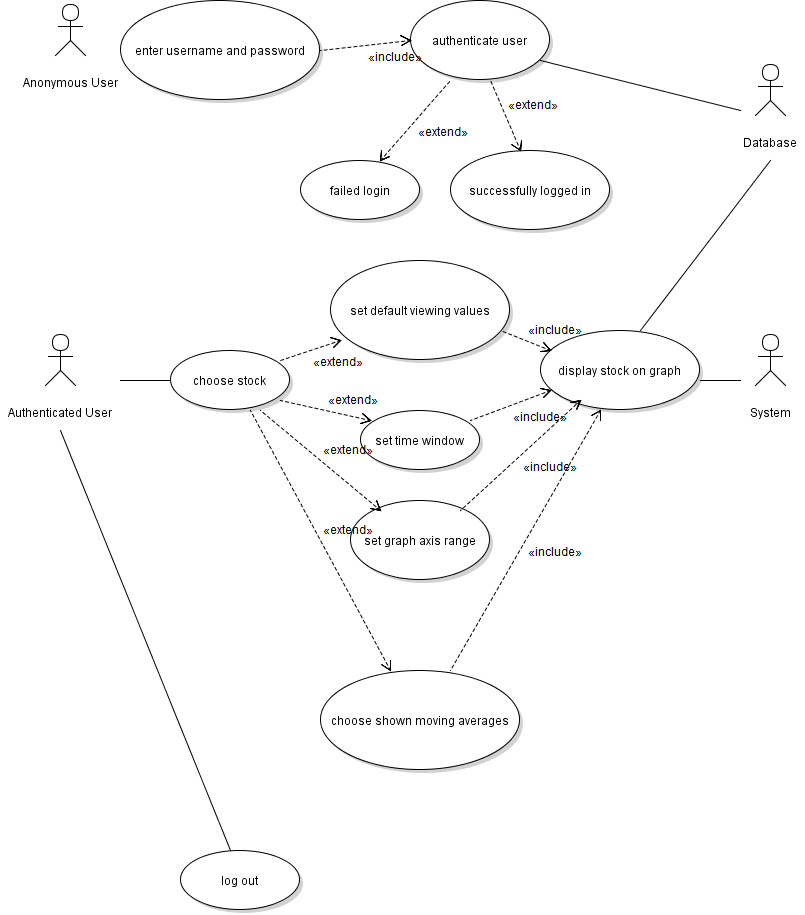 enter username and password
authenticate user
«include»
Anonymous User
«extend»
«extend»
Database
failed login
successfully logged in
set default viewing values
«include»
«extend»
display stock on graph
choose stock
«extend»
Authenticated User
System
«include»
set time window
«extend»
«include»
«extend»
set graph axis range
«include»
choose shown moving averages
log out